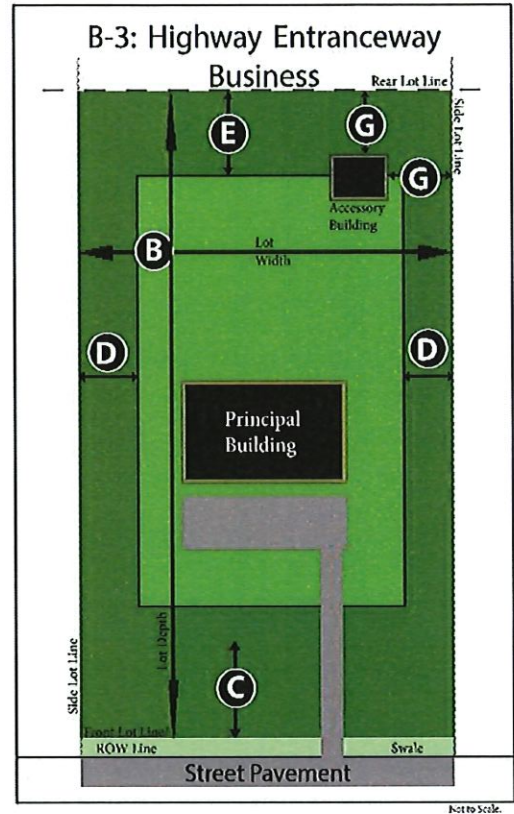 B-3: Highway Entranceway
Business
Rear Lot Line
Side Lot Line
E
G
G
Accessory
Building
B
Lot
Width
D
D
Principal
Building
Lot Depth
Side Lot Line
C
Front Lot Line
ROW Line
Swale
Street Pavement
Not to Scale.